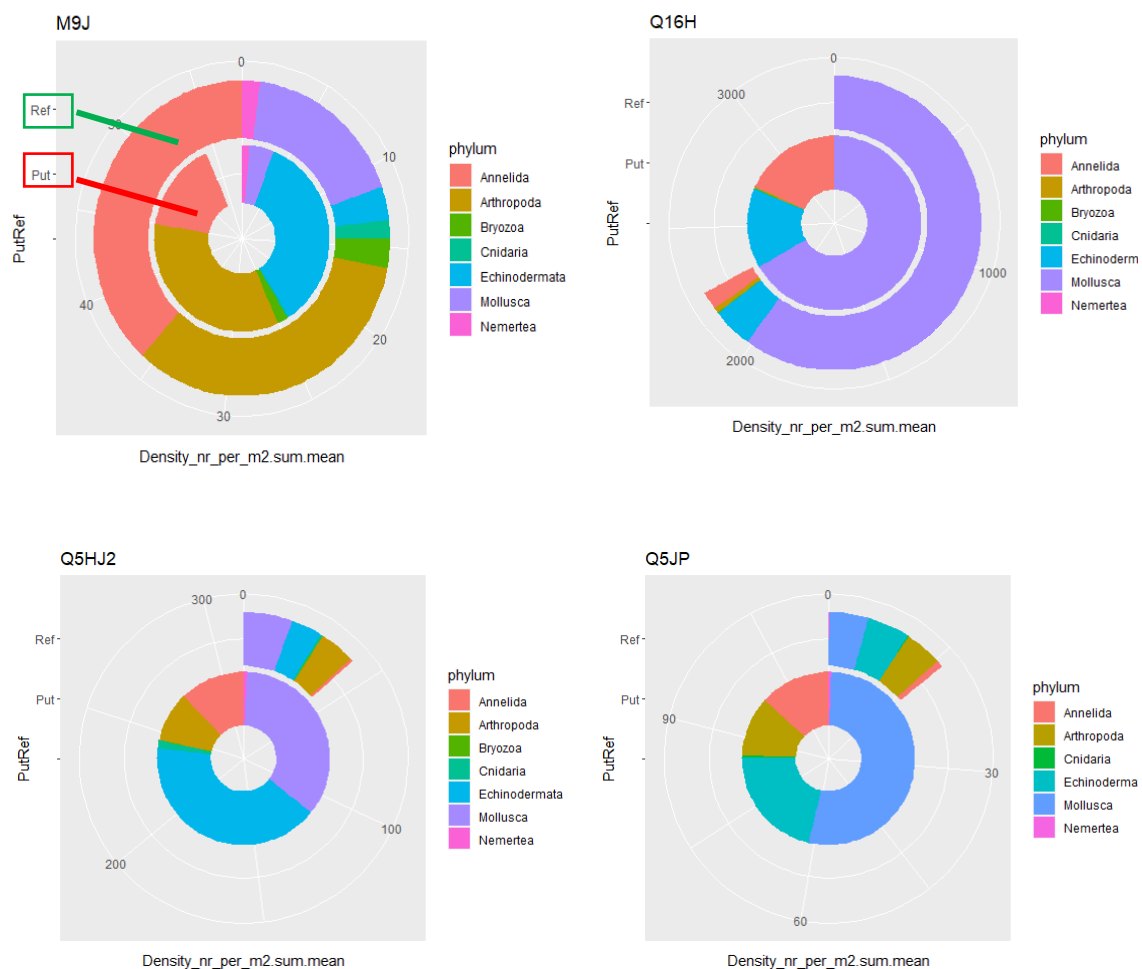 M9J
0
Ref
10
Put
20
30
40
PutRef
Density_nr_per_m2.sum.mean
phylum
Annelida
Arthropoda
Bryozoa
Cnidaria
Echinodermata
Mollusca
Nemertea
Q16H
0
3000
Ref
Put
1000
2000
PutRef
Density_nr_per_m2.sum.mean
phylum
Annelida
Arthropoda
Bryozoa
Cnidaria
Echinoderm
Mollusca
Nemertea
Q5HJ2
0
300
Ref
Put
100
200
PutRef
Density_nr_per_m2.sum.mean
phylum
Annelida
Arthropoda
Bryozoa
Cnidaria
Echinodermata
Mollusca
Nemertea
Q5JP
0
Ref
Put
90
30
60
PutRef
Density_nr_per_m2.sum.mean
phylum
Annelida
Arthropoda
Cnidaria
Echinoderma
Mollusca
Nemertea